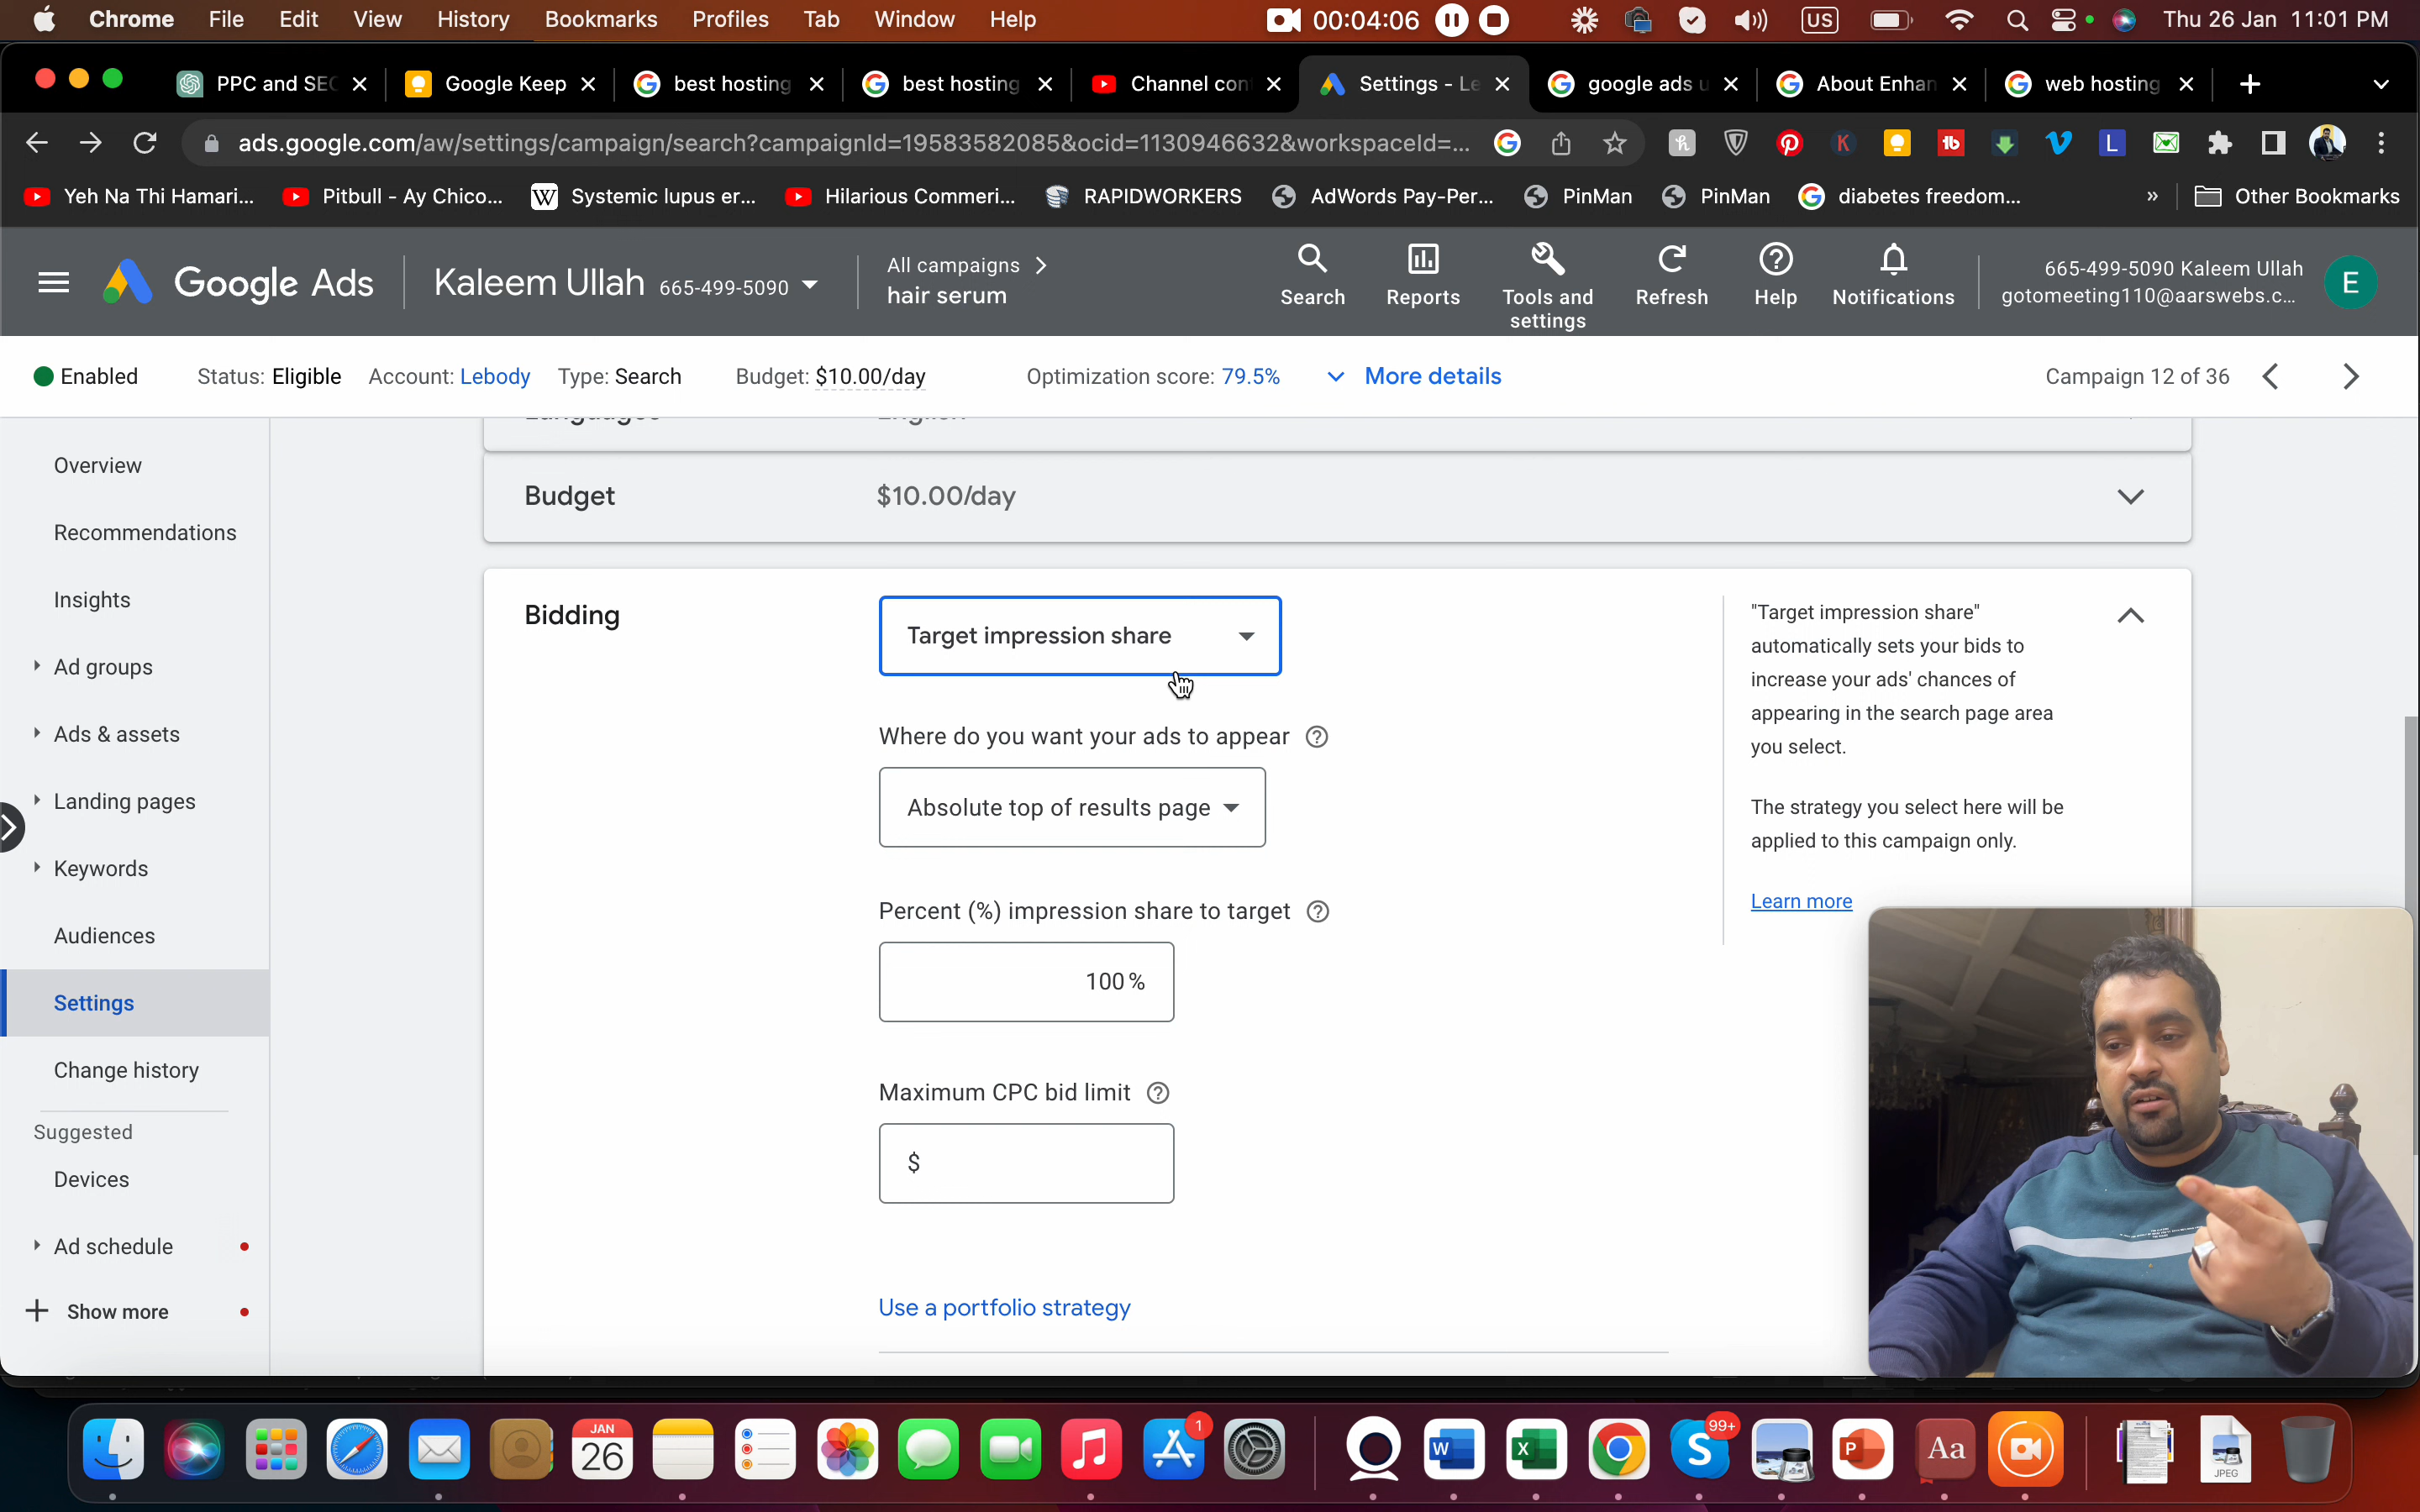 Chrome File Edit View History Bookmarks Profiles Tab Window Help 00:04:06 US Thu 26 Jan 11:01 PM
PPC and SEC Google Keep best hosting best hosting Channel con Settings - Le google ads u About Enhan web hosting
ads.google.com/aw/settings/campaign/search?campaignId=19583582085&ocid=1130946632&workspaceId=...
Yeh Na Thi Hamari... Pitbull - Ay Chico... Systemic lupus er... Hilarious Commeri... RAPIDWORKERS AdWords Pay-Per... PinMan PinMan diabetes freedom... » Other Bookmarks
Google Ads Kaleem Ullah 665-499-5090
All campaigns >
hair serum
Search
Reports
Tools and
settings
Refresh
Help
Notifications
665-499-5090 Kaleem Ullah
gotomeeting110@aarswebs.c...
E
Enabled Status: Eligible Account: Lebody Type: Search Budget: $10.00/day Optimization score: 79.5% More details Campaign 12 of 36
Overview
Recommendations
Insights
Ad groups
Ads & assets
Landing pages
Keywords
Audiences
Settings
Change history
Suggested
Devices
Ad schedule
Show more
Languages English
Budget $10.00/day
Bidding
Target impression share
Where do you want your ads to appear
Absolute top of results page
Percent (%) impression share to target
100 %
Maximum CPC bid limit
$
Use a portfolio strategy
"Target impression share"
automatically sets your bids to
increase your ads' chances of
appearing in the search page area
you select.
The strategy you select here will be
applied to this campaign only.
Learn more
JAN
26
1
W
X
S
99+
P
Aa
JPEG